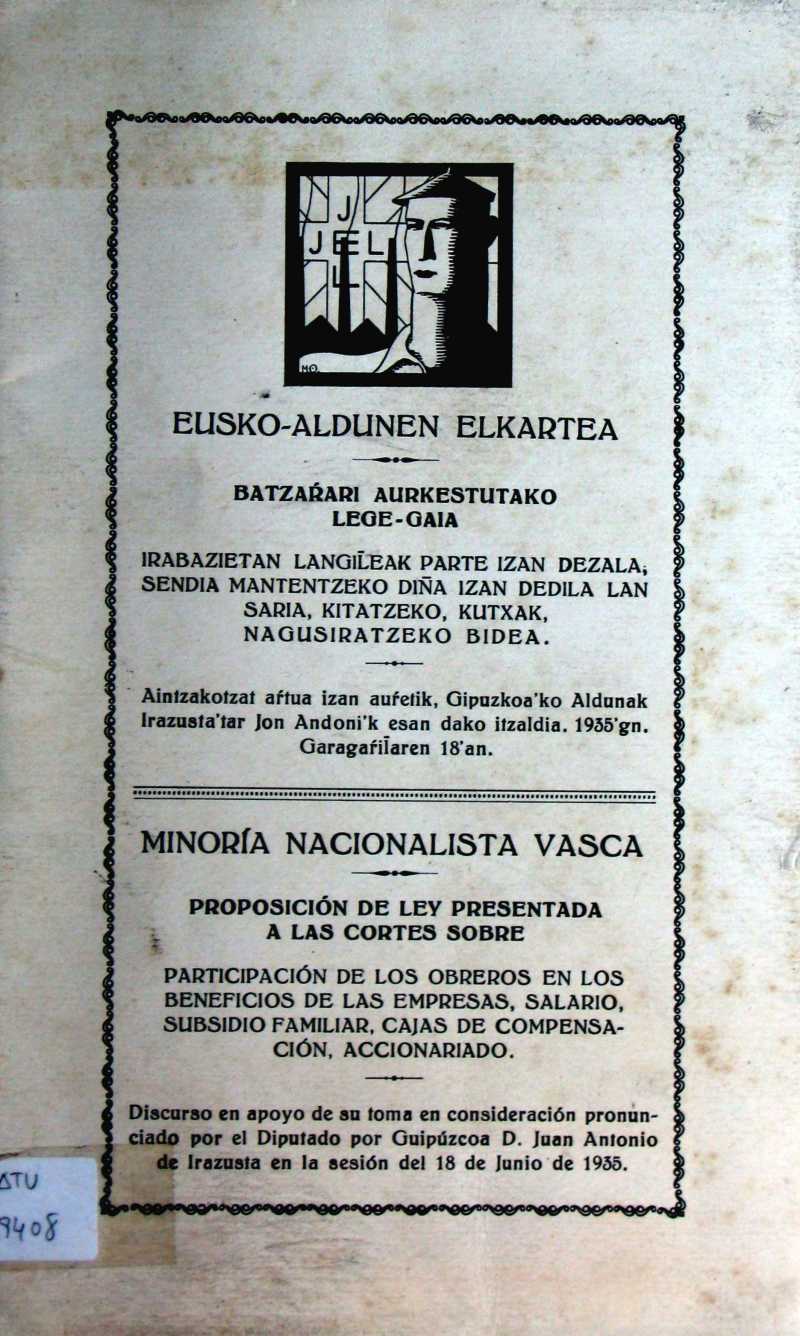 J
JEL
L
MO.
EUSKO-ALDUNEN ELKARTEA
BATZAŔARI AURKESTUTAKO
LEGE-GAIA
IRABAZIETAN LANGIL̄EAK PARTE IZAN DEZALA,
SENDIA MANTENTZEKO DIÑA IZAN DEDILA LAN
SARIA, KITATZEKO, KUTXAK,
NAGUSIRATZEKO BIDEA.
Aintzakotzat aŕtua izan auŕetik, Gipuzkoa'ko Aldunak
Irazusta'tar Jon Andoni'k esan dako itzaldia. 1935'gn.
Garagaŕil̄aren 18'an.
MINORÍA NACIONALISTA VASCA
PROPOSICIÓN DE LEY PRESENTADA
A LAS CORTES SOBRE
PARTICIPACIÓN DE LOS OBREROS EN LOS
BENEFICIOS DE LAS EMPRESAS, SALARIO,
SUBSIDIO FAMILIAR, CAJAS DE COMPENSA-
CIÓN, ACCIONARIADO.
Discurso en apoyo de su toma en consideración pronun-
ciado por el Diputado por Guipúzcoa D. Juan Antonio
de Irazusta en la sesión del 18 de Junio de 1935.
ATU
9408